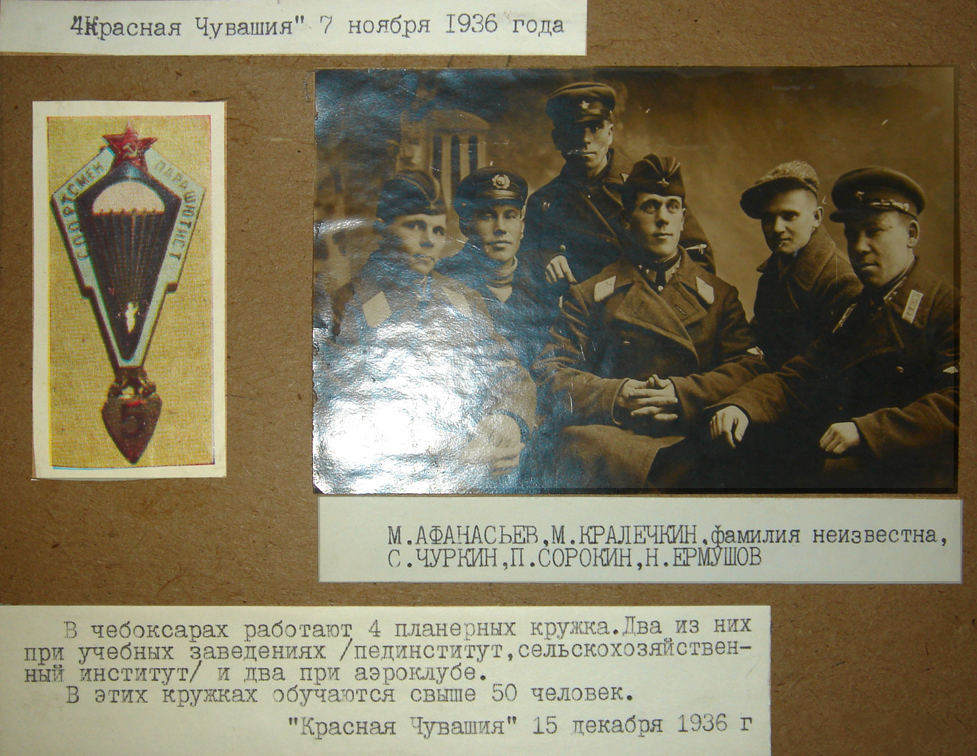 "Красная Чувашия" 7 ноября 1936 года
СПОРТСМЕН ПАРАШЮТИСТ
М.АФАНАСЬЕВ,М.КРАЛЕЧКИН,фамилия неизвестна,
С.ЧУРКИН,П.СОРОКИН,Н.ЕРМУШОВ
В чебоксарах работают 4 планерных кружка.Два из них
при учебных заведениях /пединститут,сельскохозяйствен-
ный институт/ и два при аэроклубе.
В этих кружках обучаются свыше 50 человек.
"Красная Чувашия" 15 декабря 1936 г